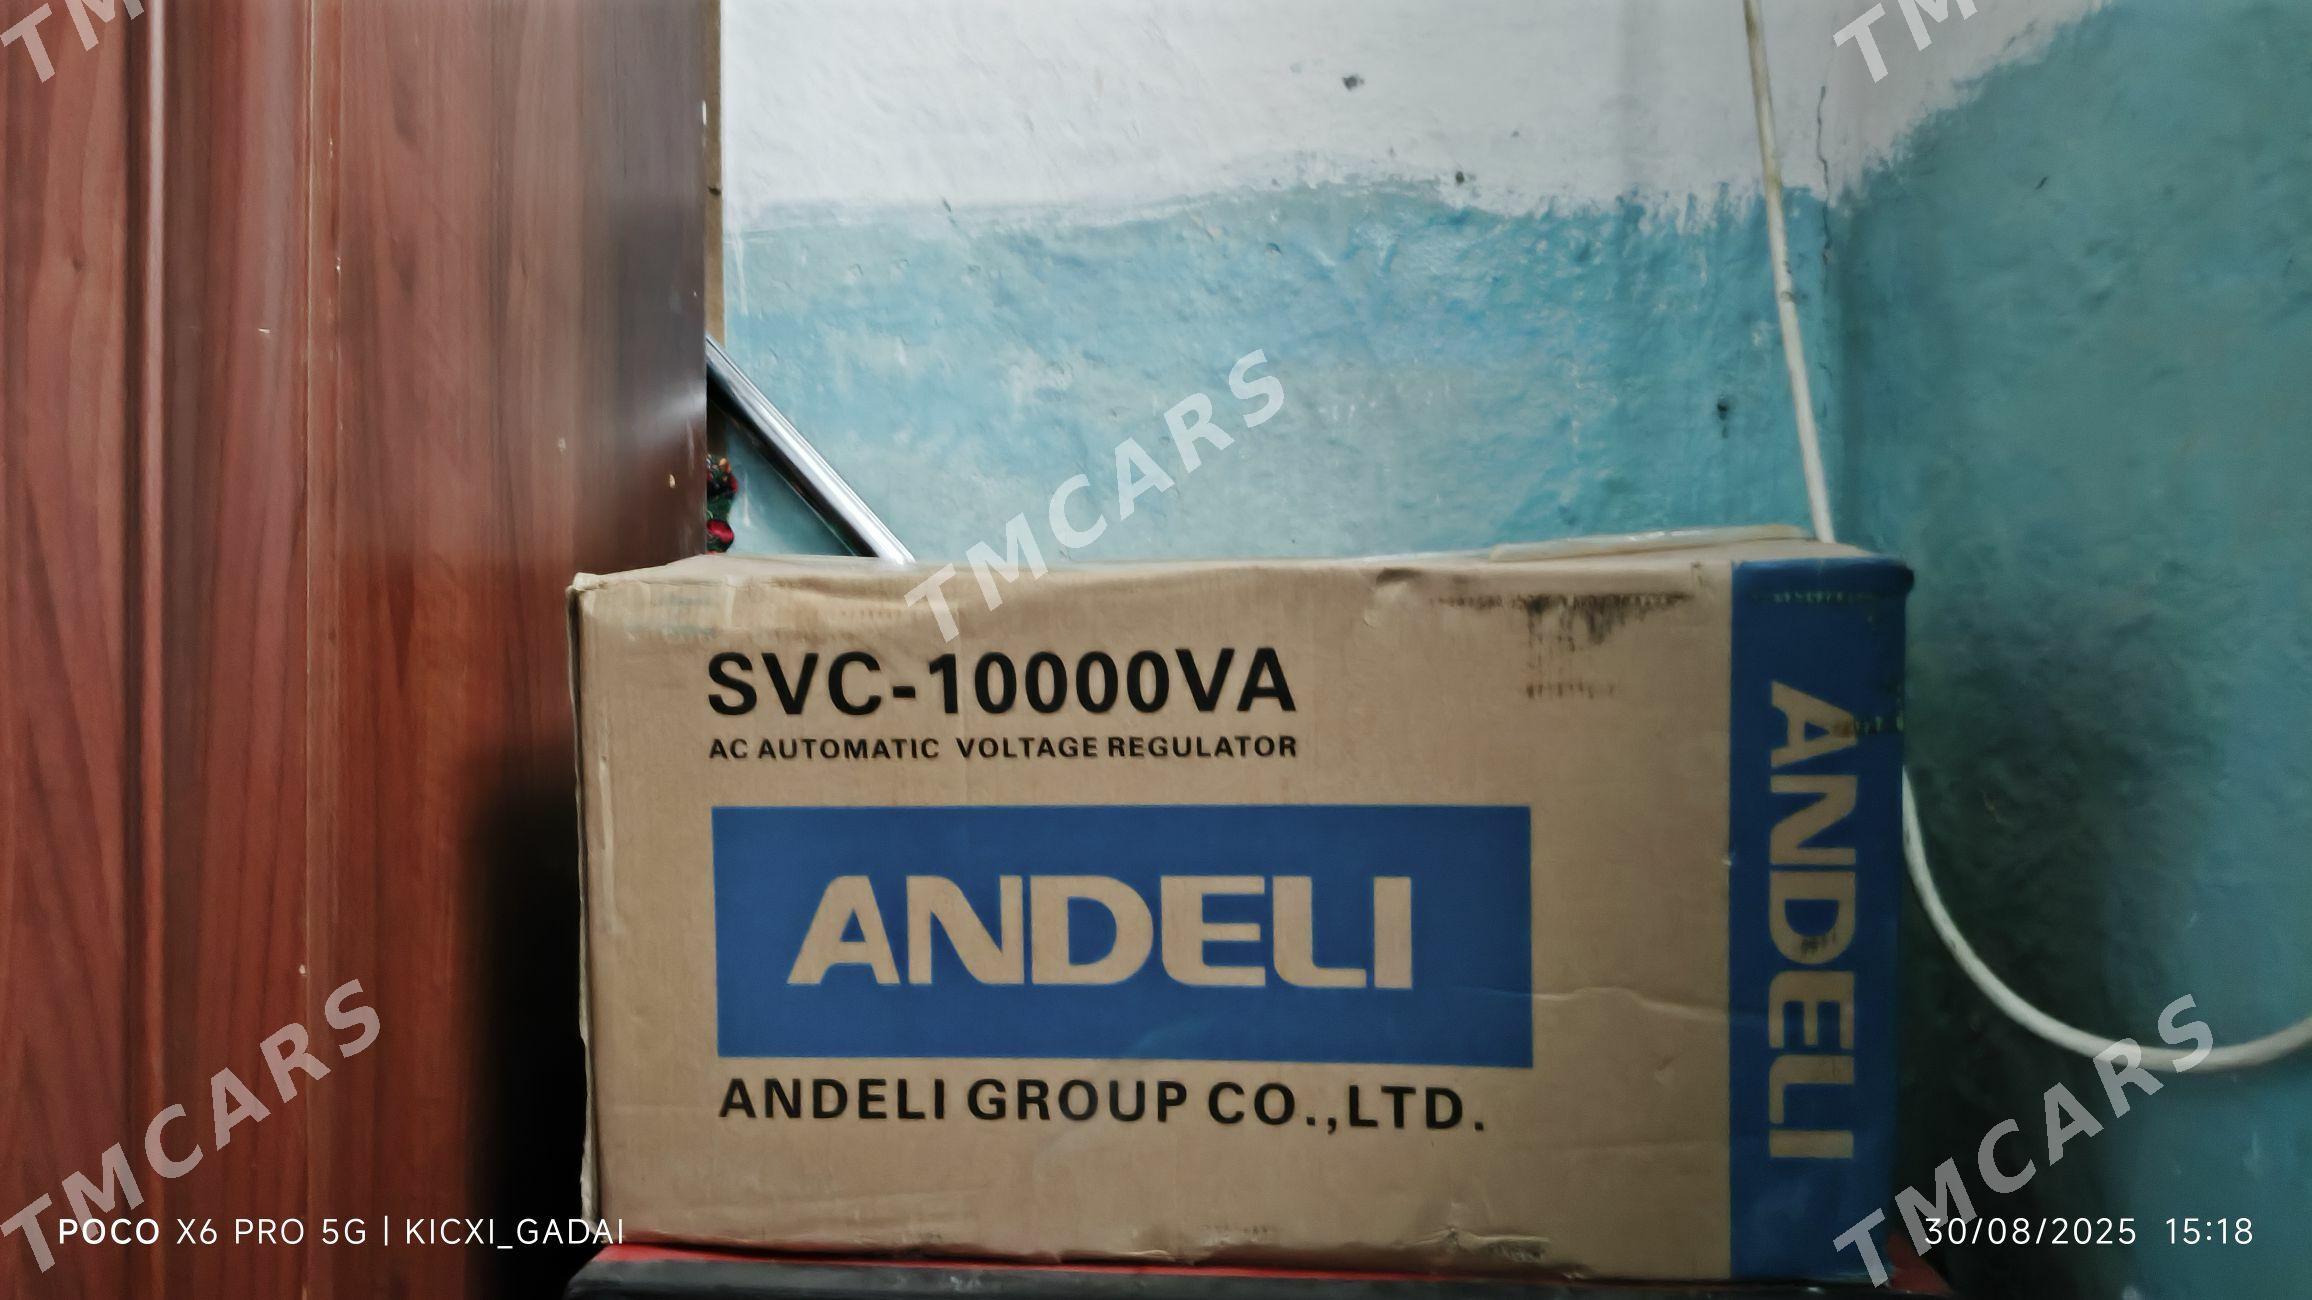 TMCARS
TMCARS
TMCARS
SVC-10000VA
AC AUTOMATIC VOLTAGE REGULATOR
ANDELI
ANDELI GROUP CO.,LTD.
ANDELI
TMCARS
TMCARS
POCO X6 PRO 5G | KICXI_GADAI
30/08/2025 15:18